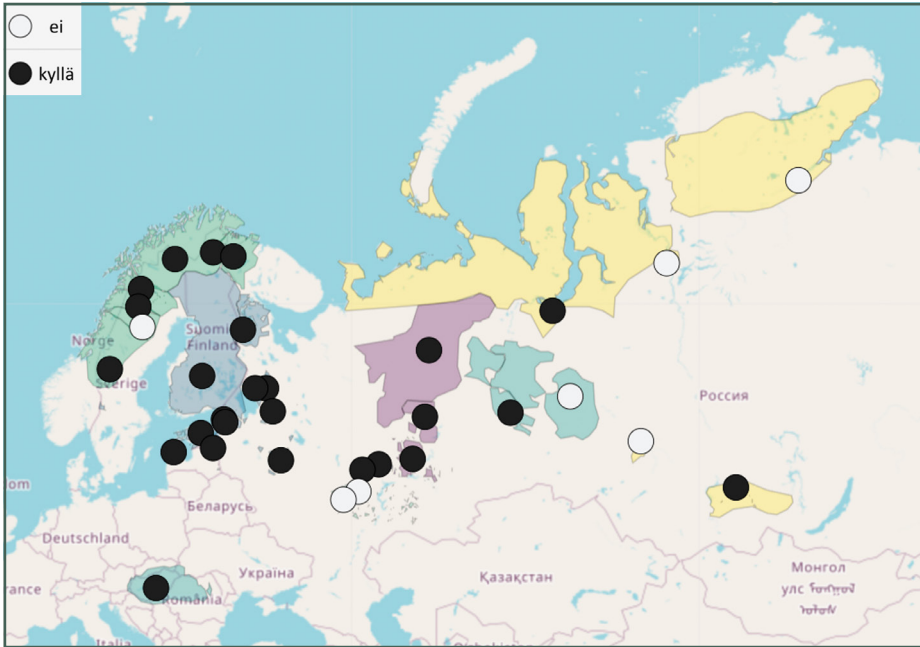 ei
kyllä
Norge
Suomi
Finland
Sverige
Россия
om
Беларусь
Deutschland
Україна
rance
Қазақстан
Монгол
улс
România
Italia